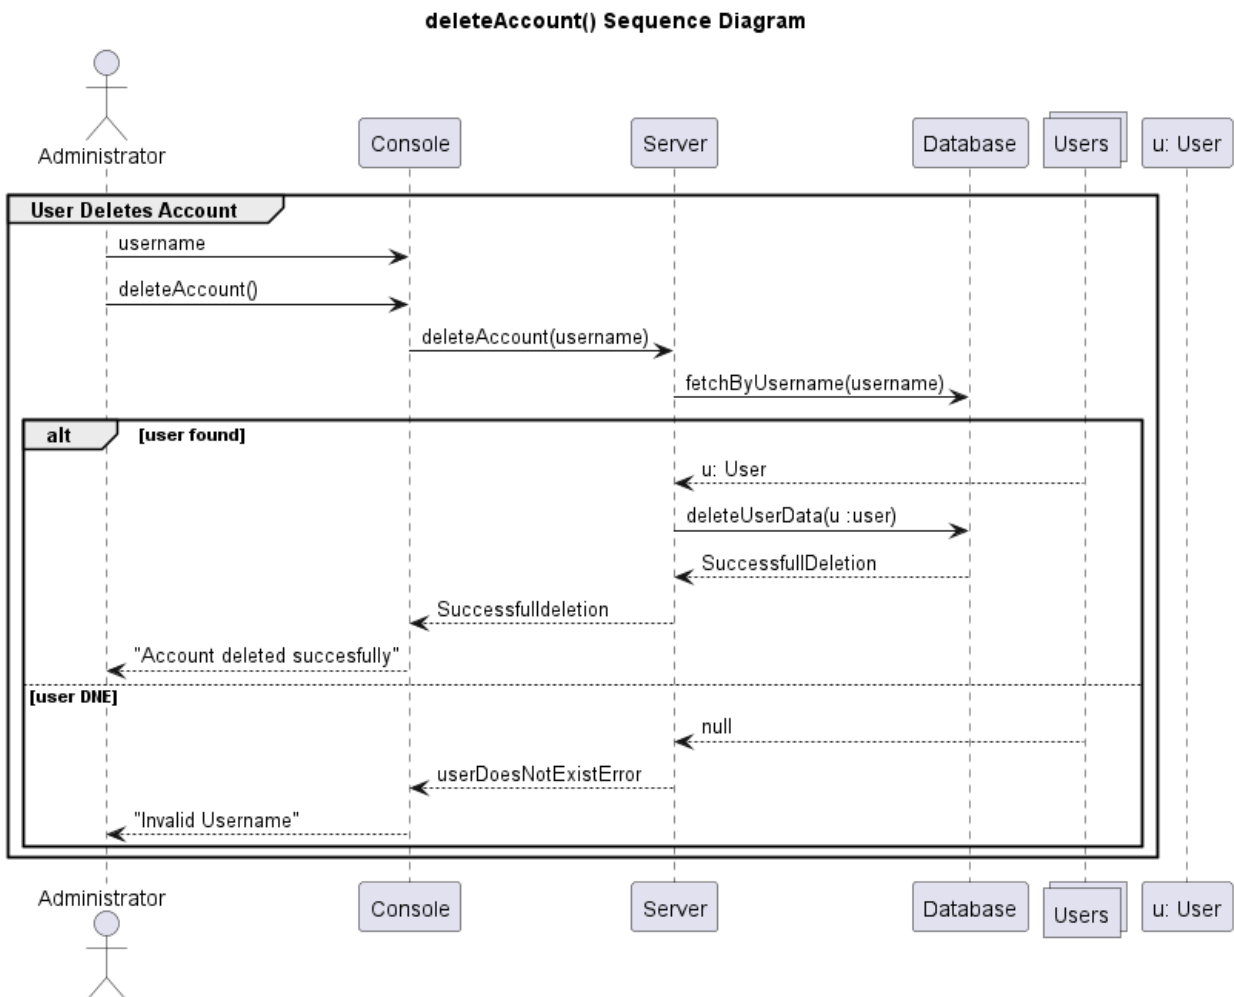 deleteAccount() Sequence Diagram
Administrator
Console
Server
Database
Users
u: User
User Deletes Account
username
deleteAccount()
deleteAccount(username)
fetchByUsername(username)
alt
[user found]
u: User
deleteUserData(u :user)
SuccessfullDeletion
Successfulldeletion
"Account deleted succesfully"
[user DNE]
null
userDoesNotExistError
"Invalid Username"
Administrator
Console
Server
Database
Users
u: User